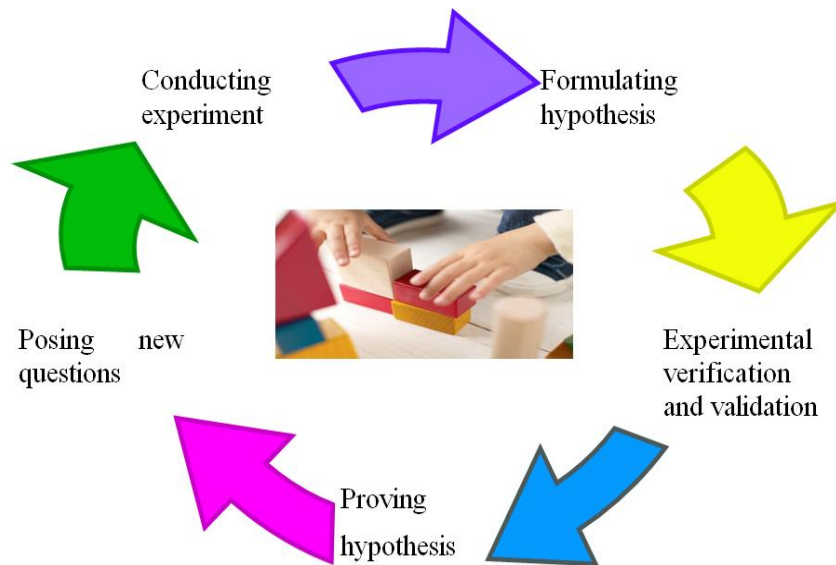 Conducting
experiment
Formulating
hypothesis
Experimental
verification
and validation
Proving
hypothesis
Posing new
questions